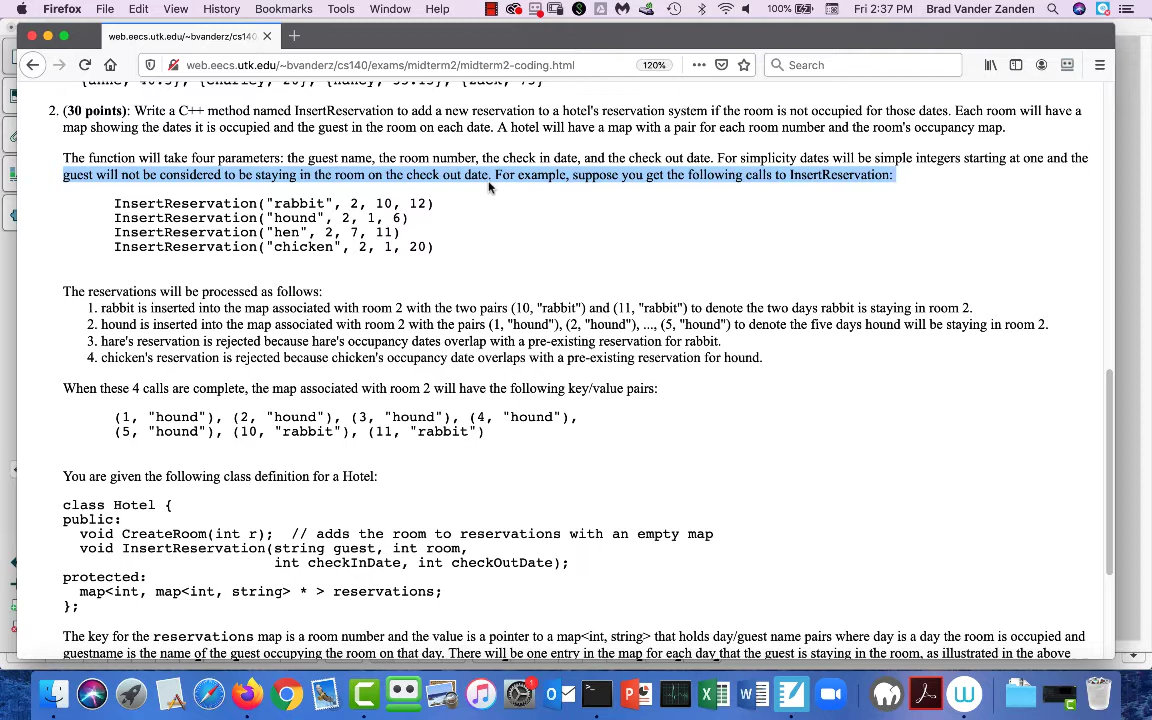 Firefox File Edit View History Bookmarks Tools Window Help 100% Fri 2:37 PM Brad Vander Zanden
web.eecs.utk.edu/~bvanderz/cs140
web.eecs.utk.edu/~bvanderz/cs140/exams/midterm2/midterm2-coding.html 120% Search
2. (30 points): Write a C++ method named InsertReservation to add a new reservation to a hotel's reservation system if the room is not occupied for those dates. Each room will have a
map showing the dates it is occupied and the guest in the room on each date. A hotel will have a map with a pair for each room number and the room's occupancy map.
The function will take four parameters: the guest name, the room number, the check in date, and the check out date. For simplicity dates will be simple integers starting at one and the
guest will not be considered to be staying in the room on the check out date. For example, suppose you get the following calls to InsertReservation:
InsertReservation("rabbit", 2, 10, 12)
InsertReservation("hound", 2, 1, 6)
InsertReservation("hen", 2, 7, 11)
InsertReservation("chicken", 2, 1, 20)
The reservations will be processed as follows:
1. rabbit is inserted into the map associated with room 2 with the two pairs (10, "rabbit") and (11, "rabbit") to denote the two days rabbit is staying in room 2.
2. hound is inserted into the map associated with room 2 with the pairs (1, "hound"), (2, "hound"), ..., (5, "hound") to denote the five days hound will be staying in room 2.
3. hare's reservation is rejected because hare's occupancy dates overlap with a pre-existing reservation for rabbit.
4. chicken's reservation is rejected because chicken's occupancy date overlaps with a pre-existing reservation for hound.
When these 4 calls are complete, the map associated with room 2 will have the following key/value pairs:
(1, "hound"), (2, "hound"), (3, "hound"), (4, "hound"),
(5, "hound"), (10, "rabbit"), (11, "rabbit")
You are given the following class definition for a Hotel:
class Hotel {
public:
void CreateRoom(int r); // adds the room to reservations with an empty map
void InsertReservation(string guest, int room,
int checkInDate, int checkOutDate);
protected:
map<int, map<int, string> * > reservations;
};
The key for the reservations map is a room number and the value is a pointer to a map<int, string> that holds day/guest name pairs where day is a day the room is occupied and
guestname is the name of the guest occupying the room on that day. There will be one entry in the map for each day that the guest is staying in the room, as illustrated in the above